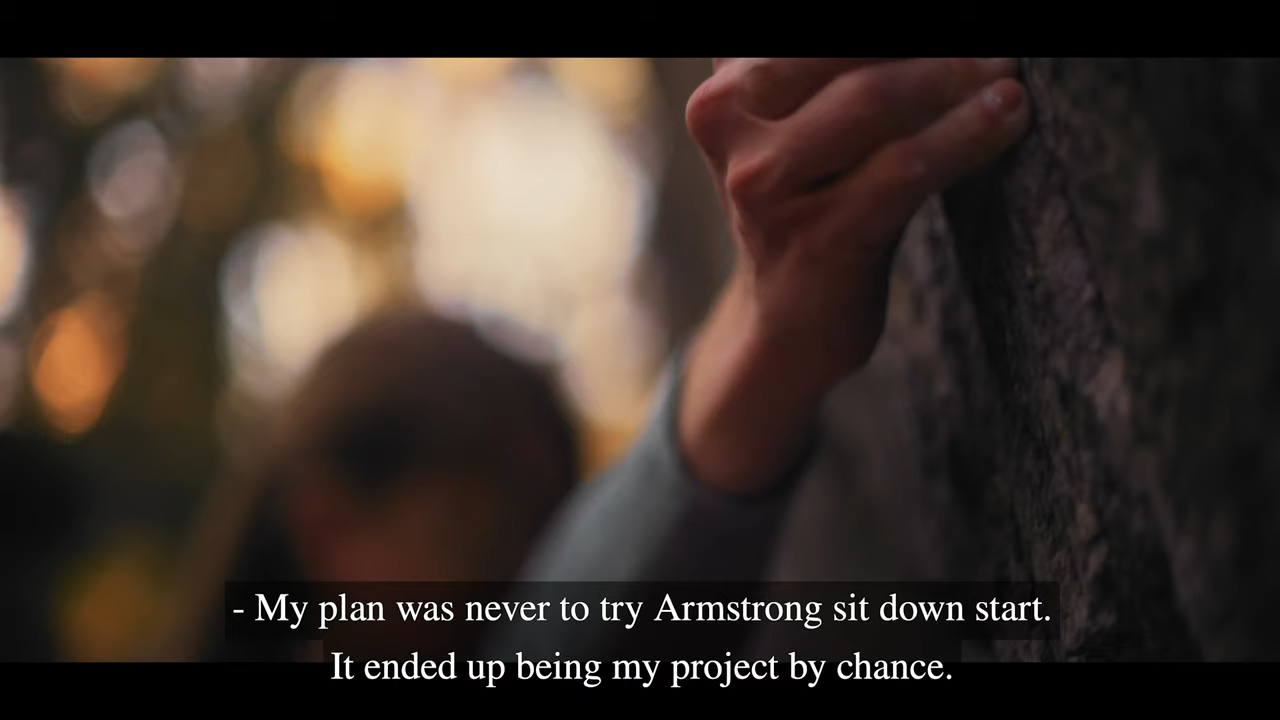 - My plan was never to try Armstrong sit down start.
It ended up being my project by chance.